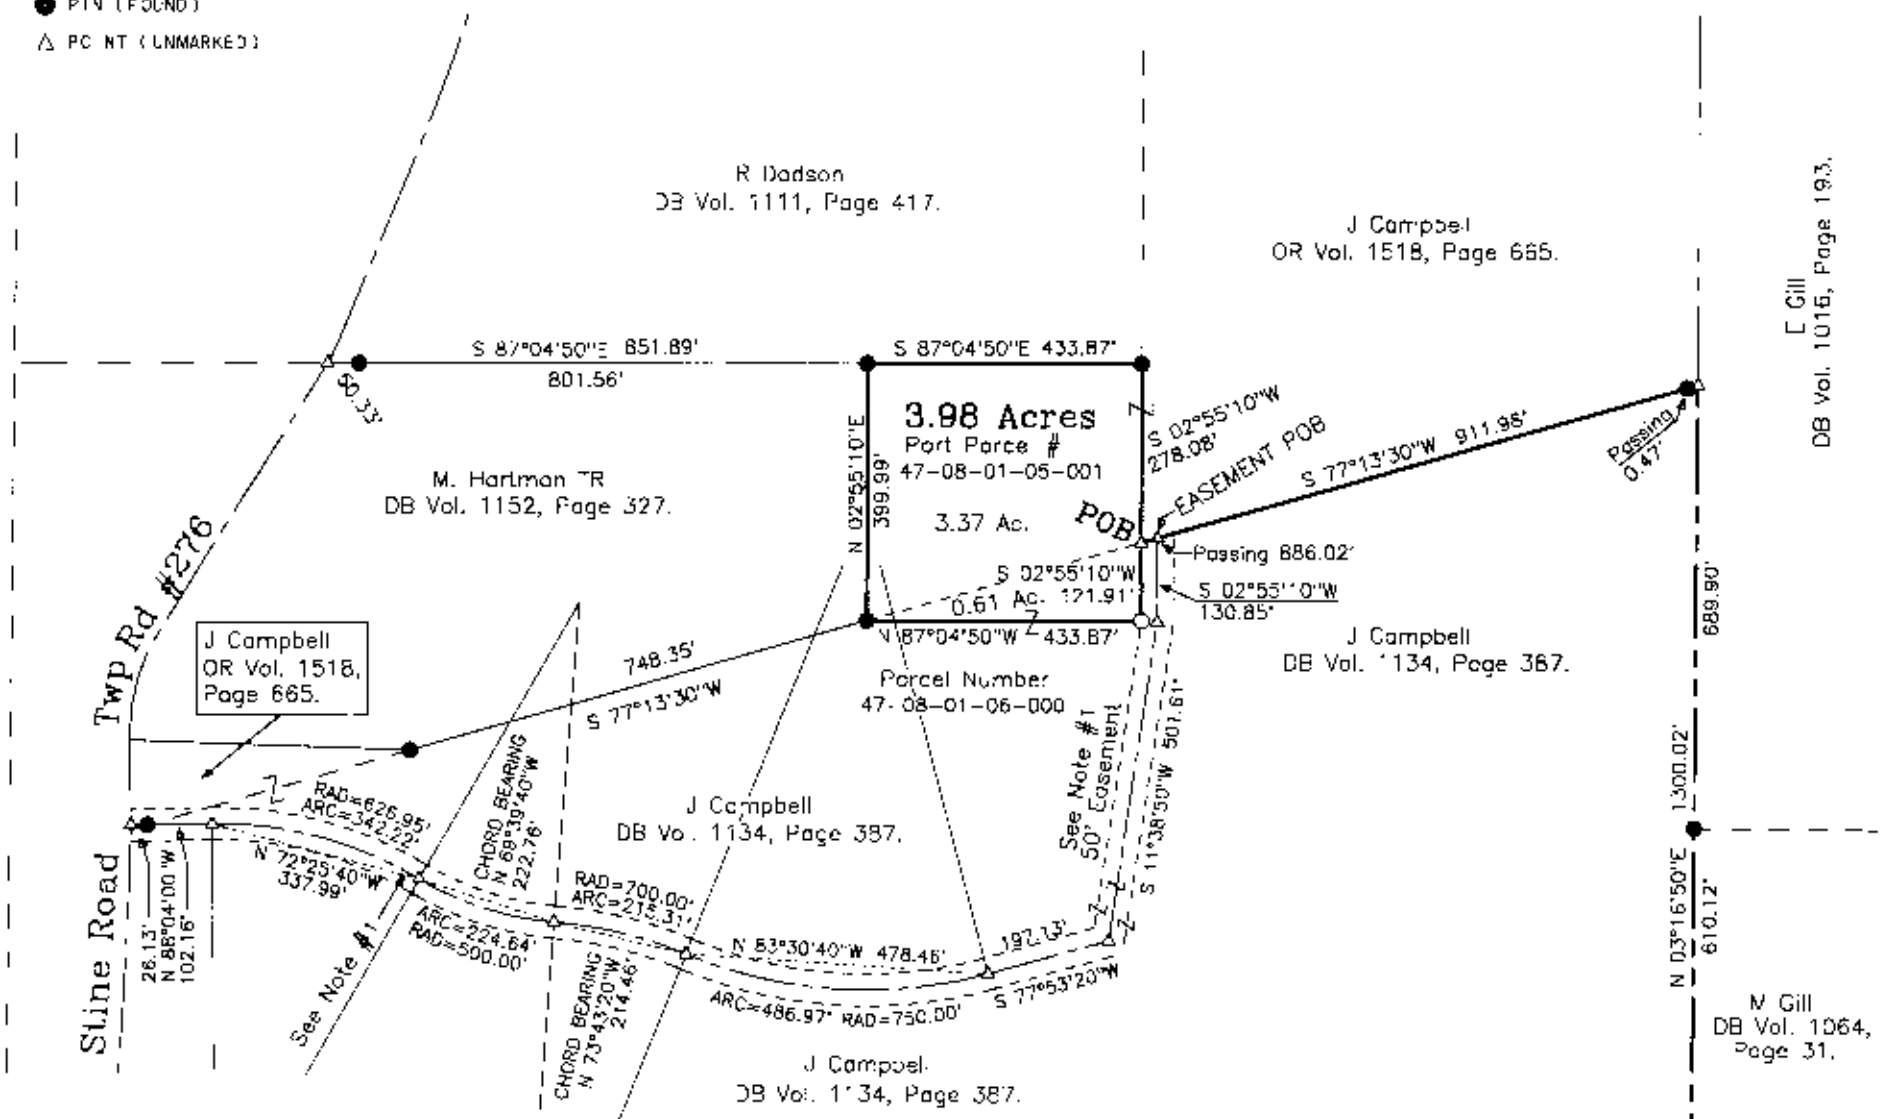 PIN (FOUND)
PO NT (UNMARKED)
R Dodson
DB Vol. 1111, Page 417.
J Campbell
OR Vol. 1518, Page 665.
E Gill
DB Vol. 1016, Page 193.
S 87°04'50"E 651.89'
801.56'
80.33'
S 87°04'50"E 433.87'
3.98 Acres
Part Parce #
47-08-01-05-001
3.37 Ac.
N 02°55'10"E
399.99'
S 02°55'10"W
278.08'
EASEMENT POB
POB
S 77°13'30"W 911.98'
Passing
0.47'
M. Hartman TR
DB Vol. 1152, Page 327.
Passing 886.02'
S 02°55'10"W
0.61 Ac. 121.91'
S 02°55'10"W
130.85'
N 87°04'50"W 433.87'
Twp Rd #276
J Campbell
OR Vol. 1518,
Page 665.
748.35'
S 77°13'30"W
Parcel Number
47-08-01-06-000
J Campbell
DB Vol. 1134, Page 387.
689.90'
1300.02'
See Note #1
50' Easement
S 11°38'50"W 507.61'
RAD=626.95'
ARC=342.22'
N 72°25'40"W
337.99'
CHORD BEARING
N 69°39'40"W
222.76'
J Campbell
DB Vol. 1134, Page 387.
RAD=700.00'
ARC=215.31'
ARC=224.64'
RAD=500.00'
N 83°30'40"W 478.46'
197.13'
S 77°53'20"W
ARC=486.97' RAD=750.00'
CHORD BEARING
N 73°43'20"W
214.46'
Stine Road
26.13'
N 88°04'00"W
102.16'
See Note #1
N 03°16'50"E
610.12'
M Gill
DB Vol. 1064,
Page 31.
J Campbell
DB Vol. 1134, Page 387.